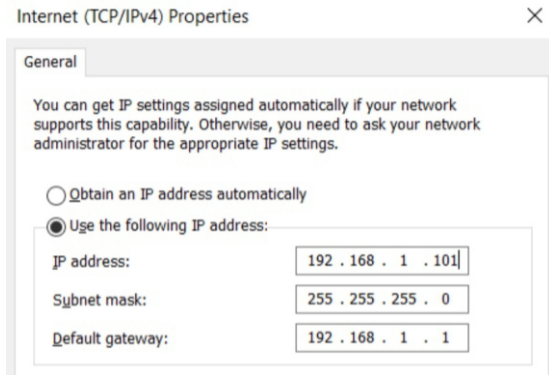 Internet (TCP/IPv4) Properties
General
You can get IP settings assigned automatically if your network
supports this capability. Otherwise, you need to ask your network
administrator for the appropriate IP settings.
Obtain an IP address automatically
Use the following IP address:
IP address: 192 . 168 . 1 . 101
Subnet mask: 255 . 255 . 255 . 0
Default gateway: 192 . 168 . 1 . 1